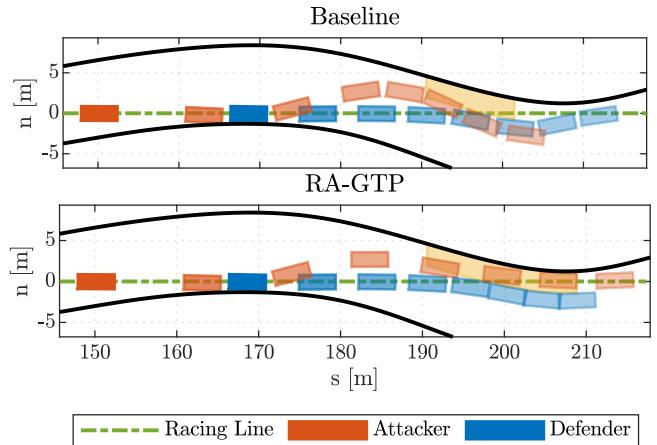 Baseline
n [m]
5
0
-5
RA-GTP
n [m]
5
0
-5
150 160 170 180 190 200 210
s [m]
Racing Line Attacker Defender